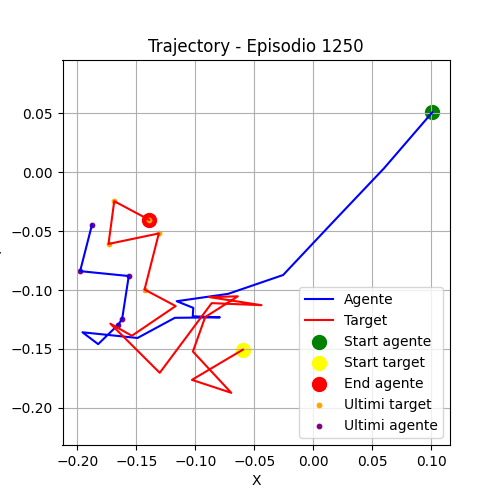 Trajectory - Episodio 1250
0.05
0.00
−0.05
−0.10
−0.15
−0.20
−0.20 −0.15 −0.10 −0.05 0.00 0.05 0.10
X
Agente
Target
Start agente
Start target
End agente
Ultimi target
Ultimi agente